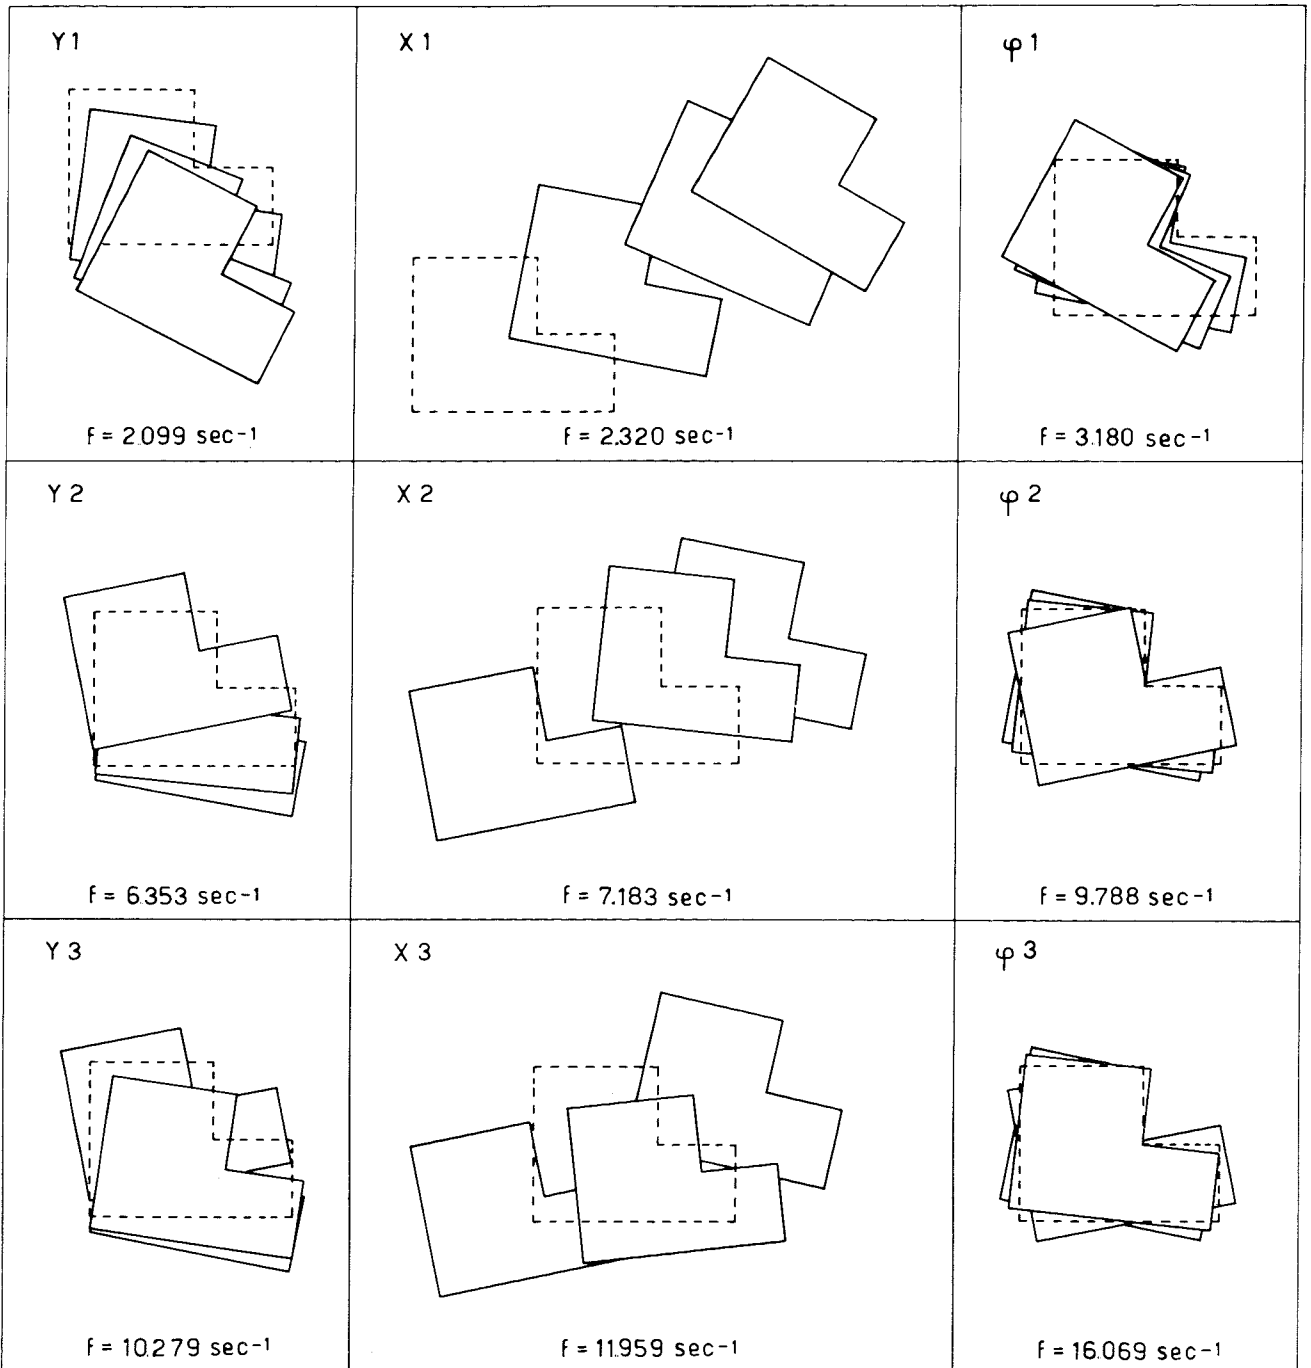 Y 1
X 1
φ 1
f = 2.099 sec⁻¹
f = 2.320 sec⁻¹
f = 3.180 sec⁻¹
Y 2
X 2
φ 2
f = 6.353 sec⁻¹
f = 7.183 sec⁻¹
f = 9.788 sec⁻¹
Y 3
X 3
φ 3
f = 10.279 sec⁻¹
f = 11.959 sec⁻¹
f = 16.069 sec⁻¹